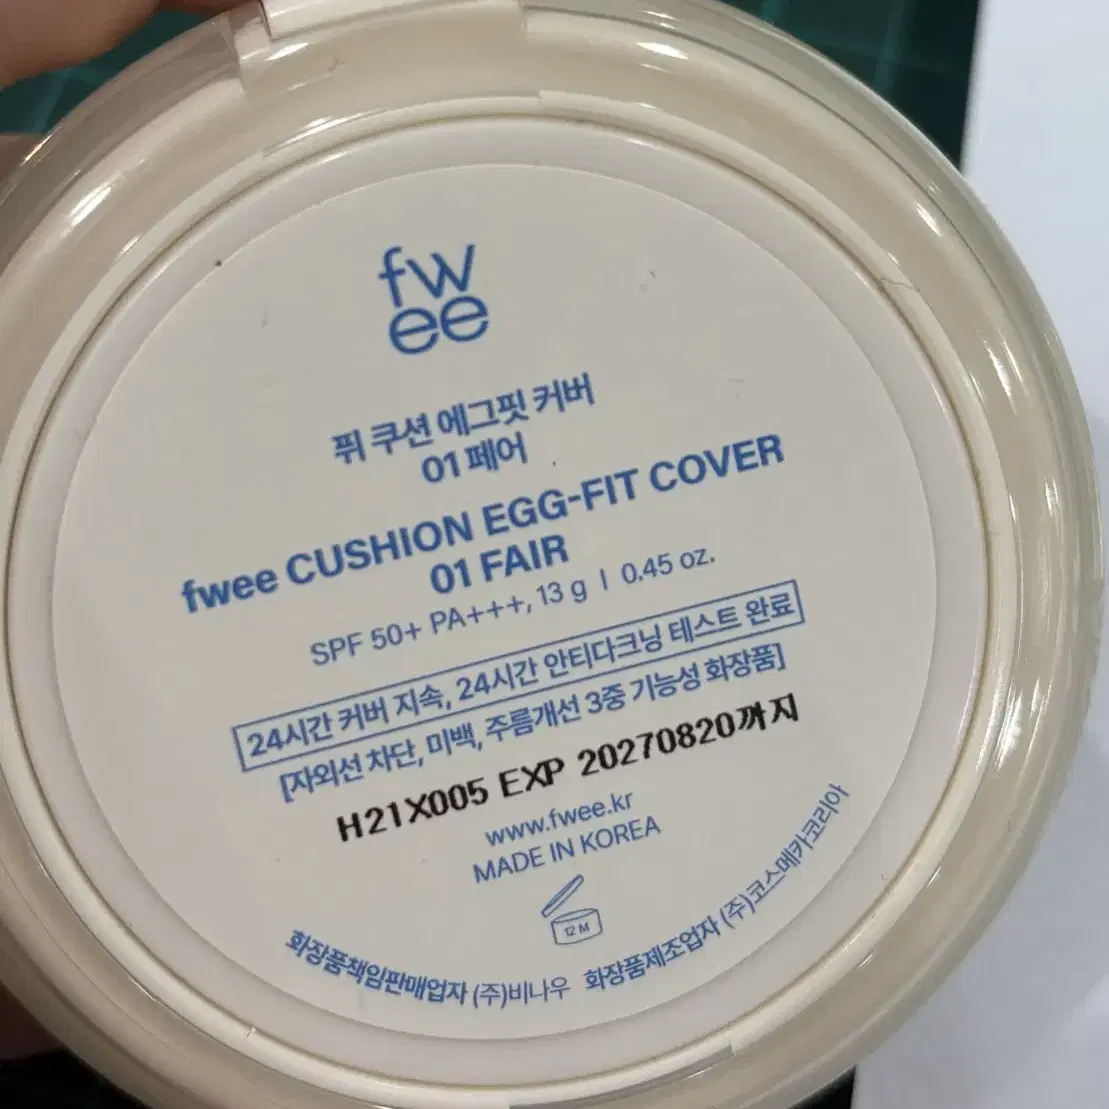 fw
ee
퓌 쿠션 에그핏 커버
01 페어
fwee CUSHION EGG-FIT COVER
01 FAIR
SPF 50+ PA+++, 13 g | 0.45 oz.
24시간 커버 지속, 24시간 안티다크닝 테스트 완료
[자외선 차단, 미백, 주름개선 3중 기능성 화장품]
H21X005 EXP 20270820까지
www.fwee.kr
MADE IN KOREA
12 M
화장품책임판매업자 (주)비나우 화장품제조업자 (주)코스메카코리아